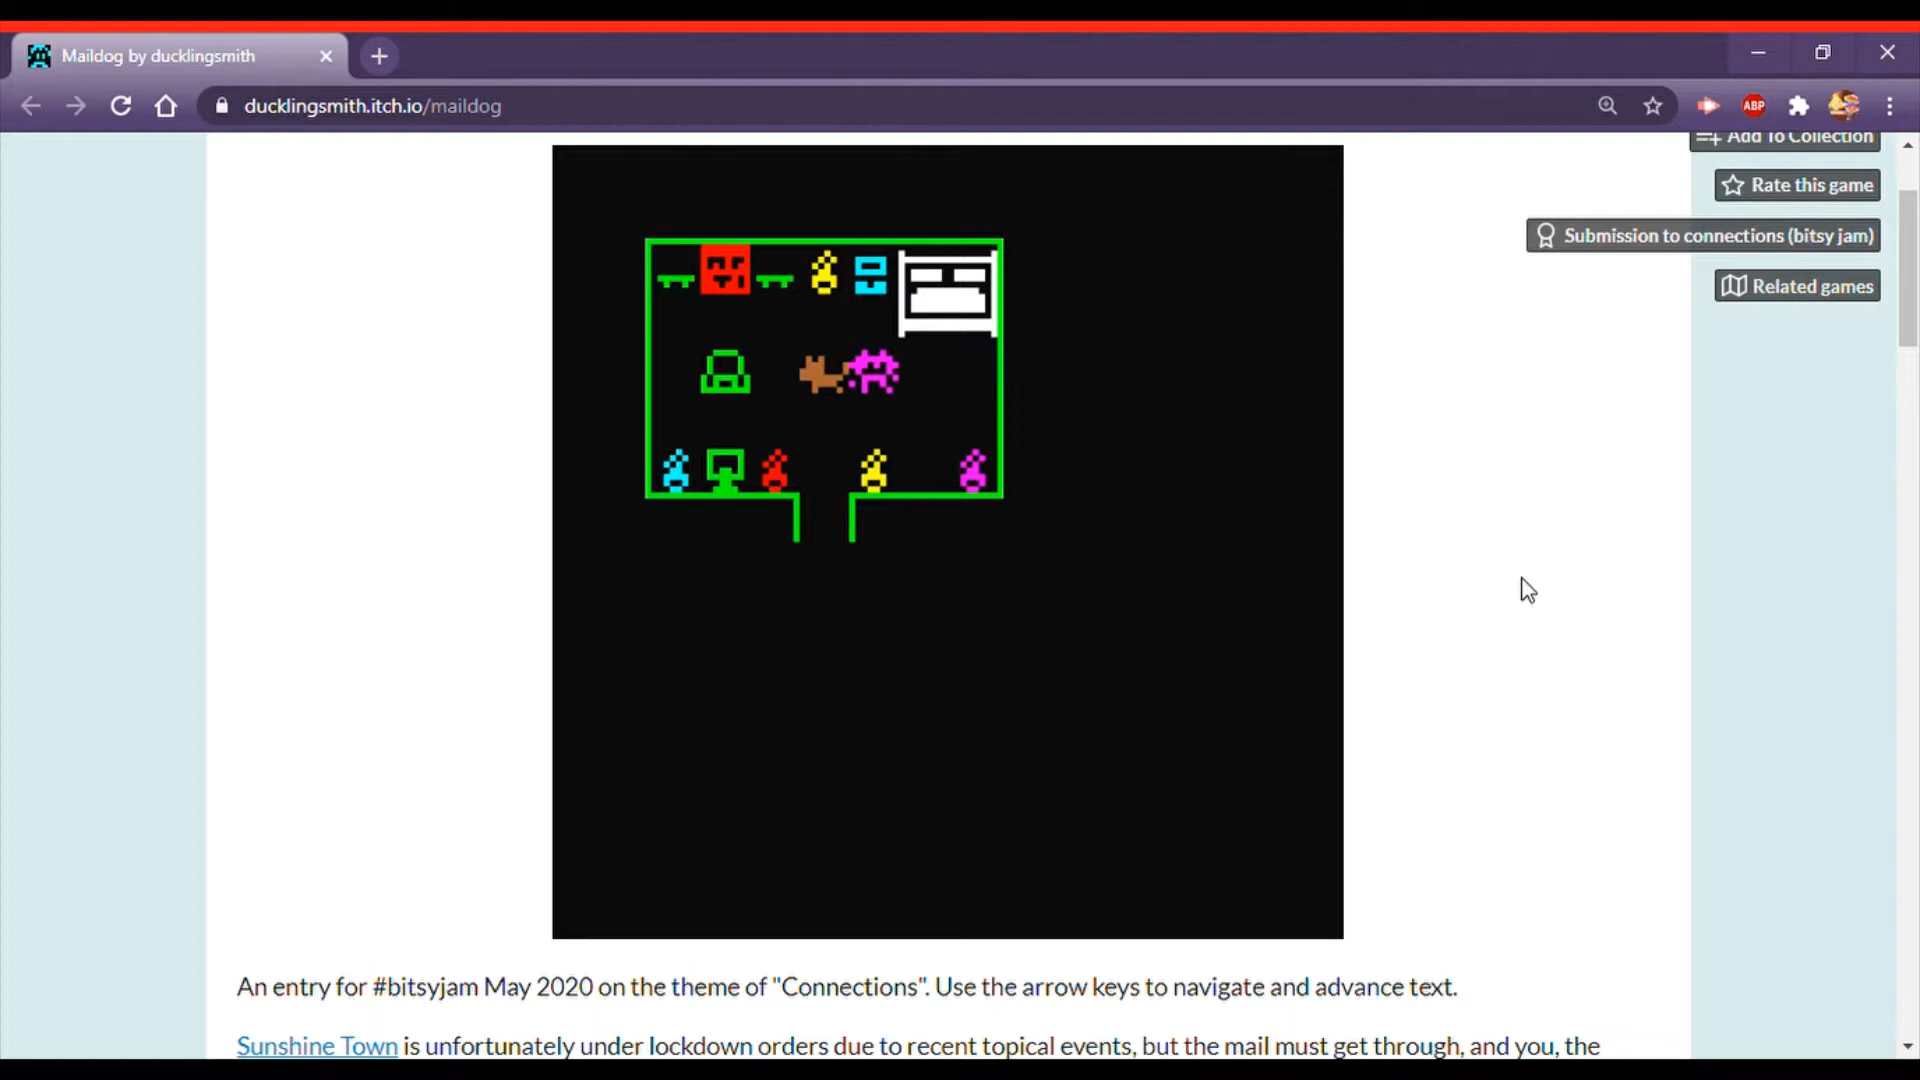 Maildog by ducklingsmith
ducklingsmith.itch.io/maildog
ABP
Add To Collection
Rate this game
Submission to connections (bitsy jam)
Related games
An entry for #bitsyjam May 2020 on the theme of "Connections". Use the arrow keys to navigate and advance text.
Sunshine Town is unfortunately under lockdown orders due to recent topical events, but the mail must get through, and you, the